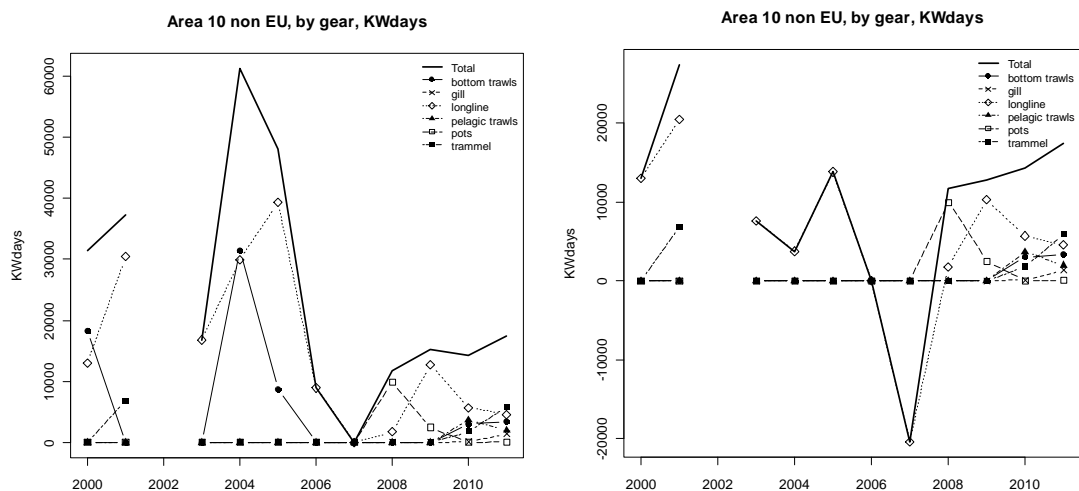 Area 10 non EU, by gear, KWdays
KWdays
60000
50000
40000
30000
20000
10000
0
Total
bottom trawls
gill
longline
pelagic trawls
pots
trammel
2000 2002 2004 2006 2008 2010
Area 10 non EU, by gear, KWdays
KWdays
20000
10000
0
-10000
-20000
Total
bottom trawls
gill
longline
pelagic trawls
pots
trammel
2000 2002 2004 2006 2008 2010